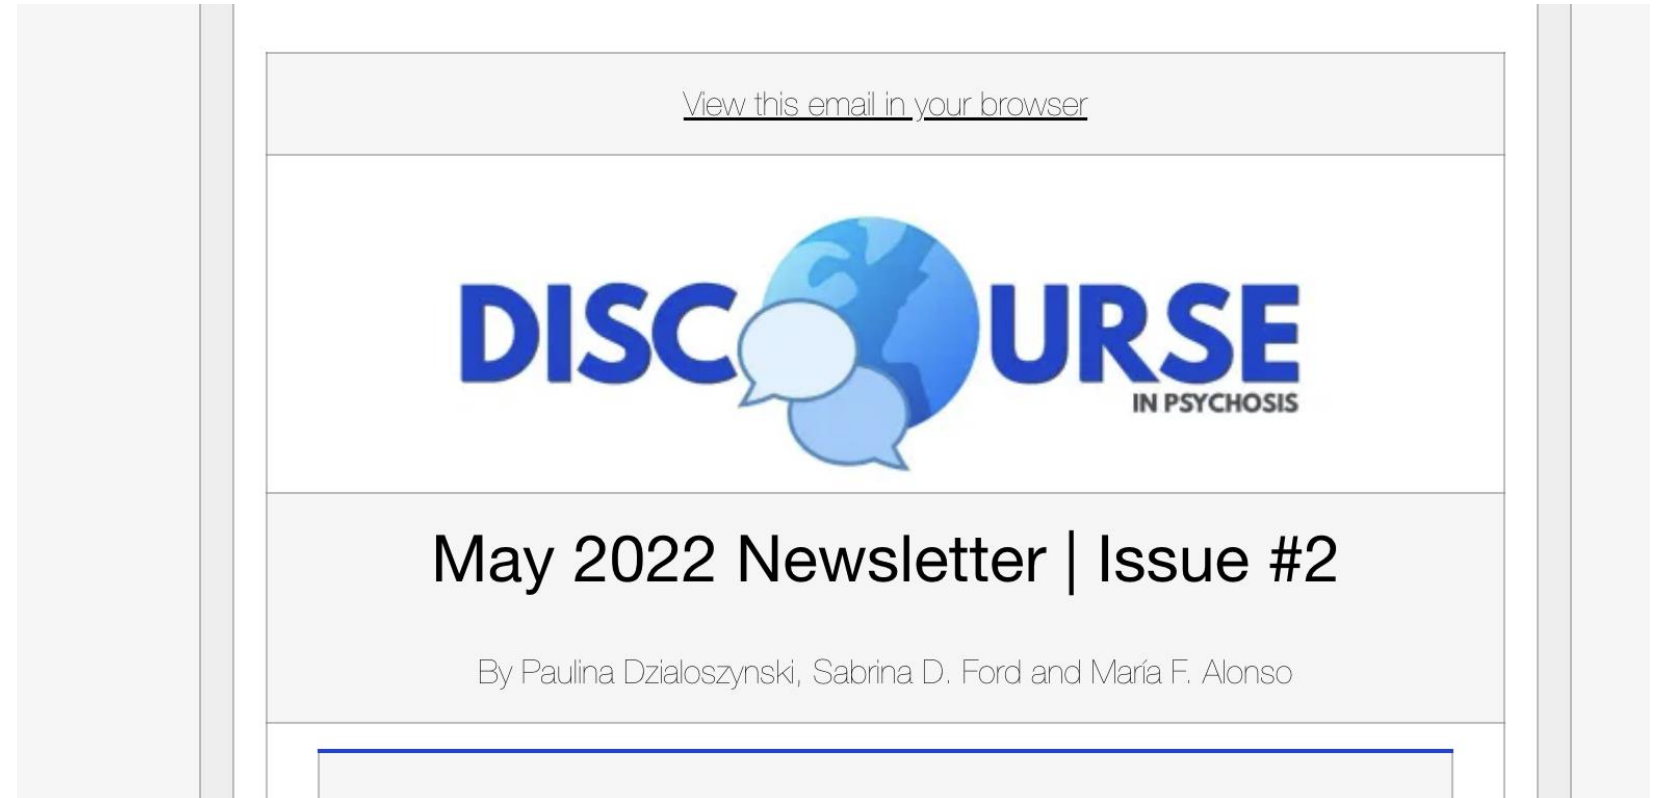 View this email in your browser
DISC URSE
IN PSYCHOSIS
May 2022 Newsletter | Issue #2
By Paulina Dzialoszynski, Sabrina D. Ford and María F. Alonso